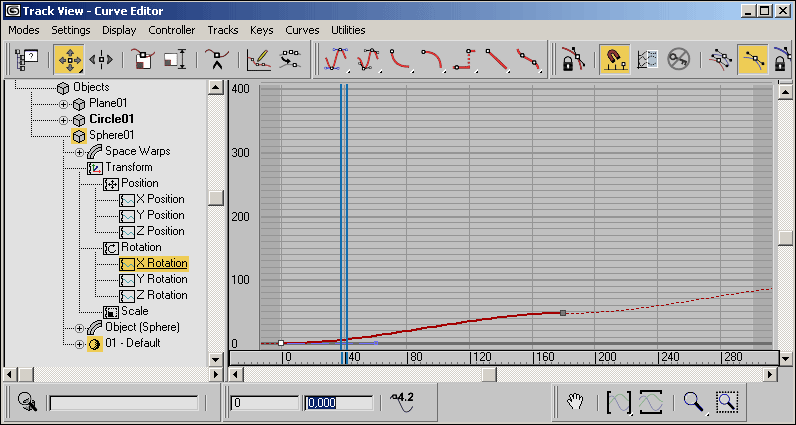 Track View - Curve Editor
Modes Settings Display Controller Tracks Keys Curves Utilities
Objects
Plane01
Circle01
Sphere01
Space Warps
Transform
Position
X Position
Y Position
Z Position
Rotation
X Rotation
Y Rotation
Z Rotation
Scale
Object (Sphere)
01 - Default
400
300
200
100
0
0 40 80 120 160 200 240 280
0 0,000 4.2